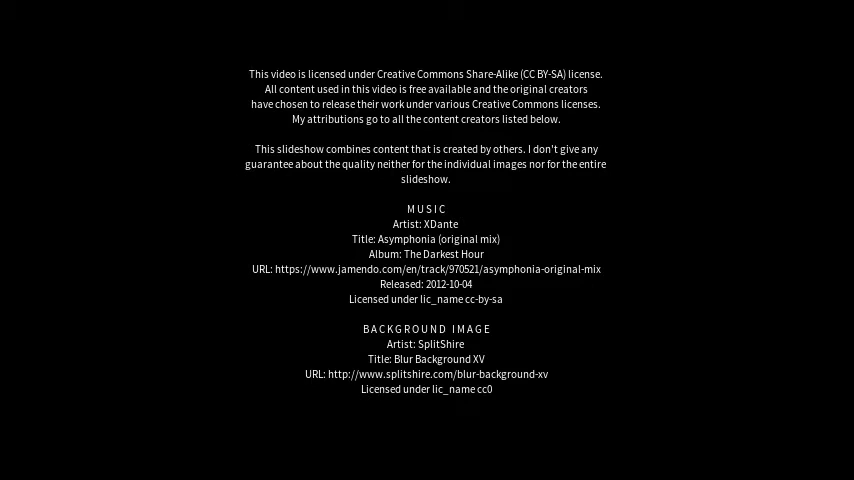 This video is licensed under Creative Commons Share-Alike (CC BY-SA) license.
All content used in this video is free available and the original creators
have chosen to release their work under various Creative Commons licenses.
My attributions go to all the content creators listed below.
This slideshow combines content that is created by others. I don't give any
guarantee about the quality neither for the individual images nor for the entire
slideshow.
MUSIC
Artist: XDante
Title: Asymphonia (original mix)
Album: The Darkest Hour
URL: https://www.jamendo.com/en/track/970521/asymphonia-original-mix
Released: 2012-10-04
Licensed under lic_name cc-by-sa
BACKGROUND IMAGE
Artist: SplitShire
Title: Blur Background XV
URL: http://www.splitshire.com/blur-background-xv
Licensed under lic_name cc0